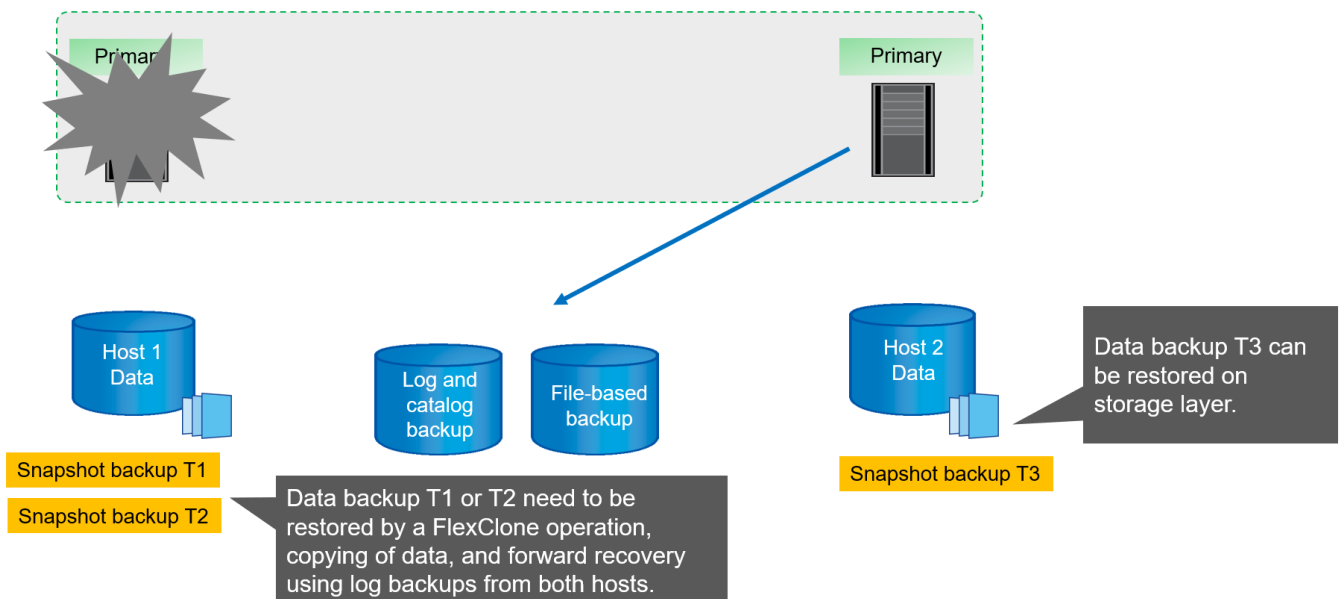 Primary
Primary
Host 1
Data
Log and
catalog
backup
File-based
backup
Host 2
Data
Data backup T3 can
be restored on
storage layer.
Snapshot backup T1
Snapshot backup T2
Snapshot backup T3
Data backup T1 or T2 need to be
restored by a FlexClone operation,
copying of data, and forward recovery
using log backups from both hosts.